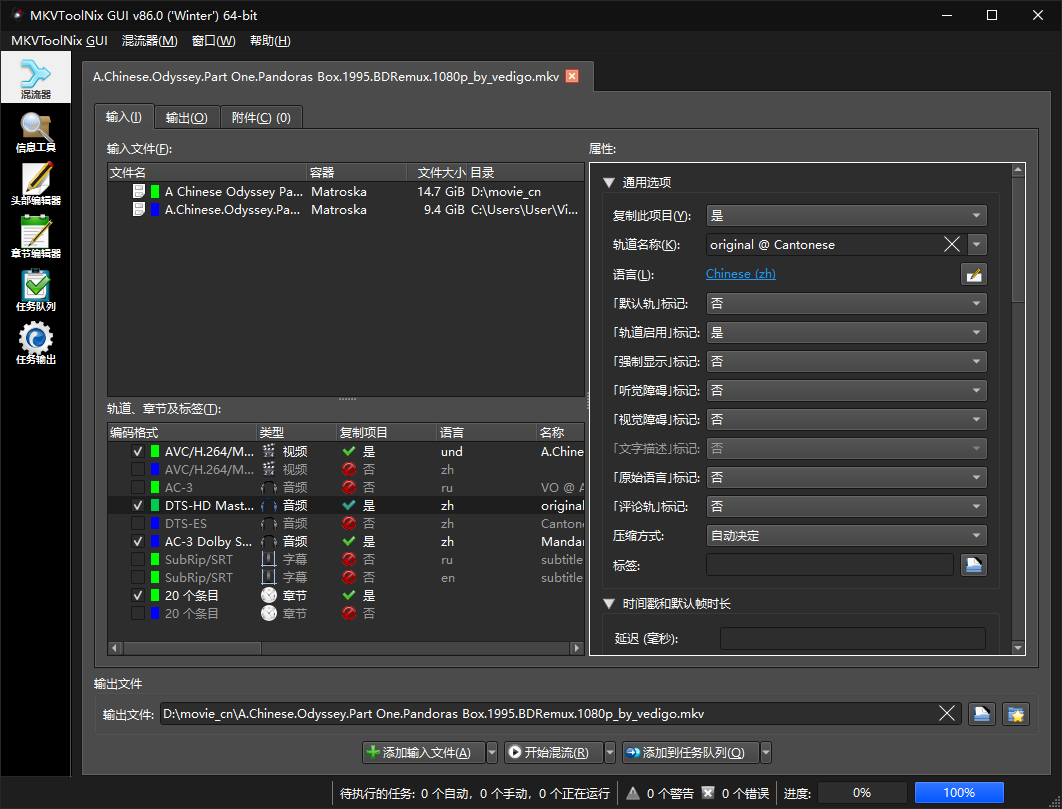 MKVToolNix GUI v86.0 ('Winter') 64-bit
MKVToolNix GUI 混流器(M) 窗口(W) 帮助(H)
混流器
信息工具
头部编辑器
章节编辑器
任务队列
任务输出
A.Chinese.Odyssey.Part One.Pandoras Box.1995.BDRemux.1080p_by_vedigo.mkv
输入(I) 输出(O) 附件(C) (0)
输入文件(F):
文件名 容器 文件大小 目录
A Chinese Odyssey Pa... Matroska 14.7 GiB D:\movie_cn
A.Chinese.Odyssey.Pa... Matroska 9.4 GiB C:\Users\User\Vi...
轨道、章节及标签(T):
编码格式 类型 复制项目 语言 名称
AVC/H.264/M... 视频 是 und A.Chine
AVC/H.264/M... 视频 否 zh
AC-3 音频 否 ru VO @ A
DTS-HD Mast... 音频 是 zh original
DTS-ES 音频 否 zh Canton
AC-3 Dolby S... 音频 是 zh Manda
SubRip/SRT 字幕 否 ru subtitle
SubRip/SRT 字幕 否 en subtitle
20 个条目 章节 是
20 个条目 章节 否
属性:
通用选项
复制此项目(Y): 是
轨道名称(K): original @ Cantonese
语言(L): Chinese (zh)
「默认轨」标记: 否
「轨道启用」标记: 是
「强制显示」标记: 否
「听觉障碍」标记: 否
「视觉障碍」标记: 否
「文字描述」标记: 否
「原始语言」标记: 否
「评论轨」标记: 否
压缩方式: 自动决定
标签:
时间戳和默认帧时长
延迟 (毫秒):
输出文件
输出文件: D:\movie_cn\A.Chinese.Odyssey.Part One.Pandoras Box.1995.BDRemux.1080p_by_vedigo.mkv
添加输入文件(A) 开始混流(R) 添加到任务队列(Q)
待执行的任务: 0 个自动, 0 个手动, 0 个正在运行 0 个警告 0 个错误 进度: 0% 100%